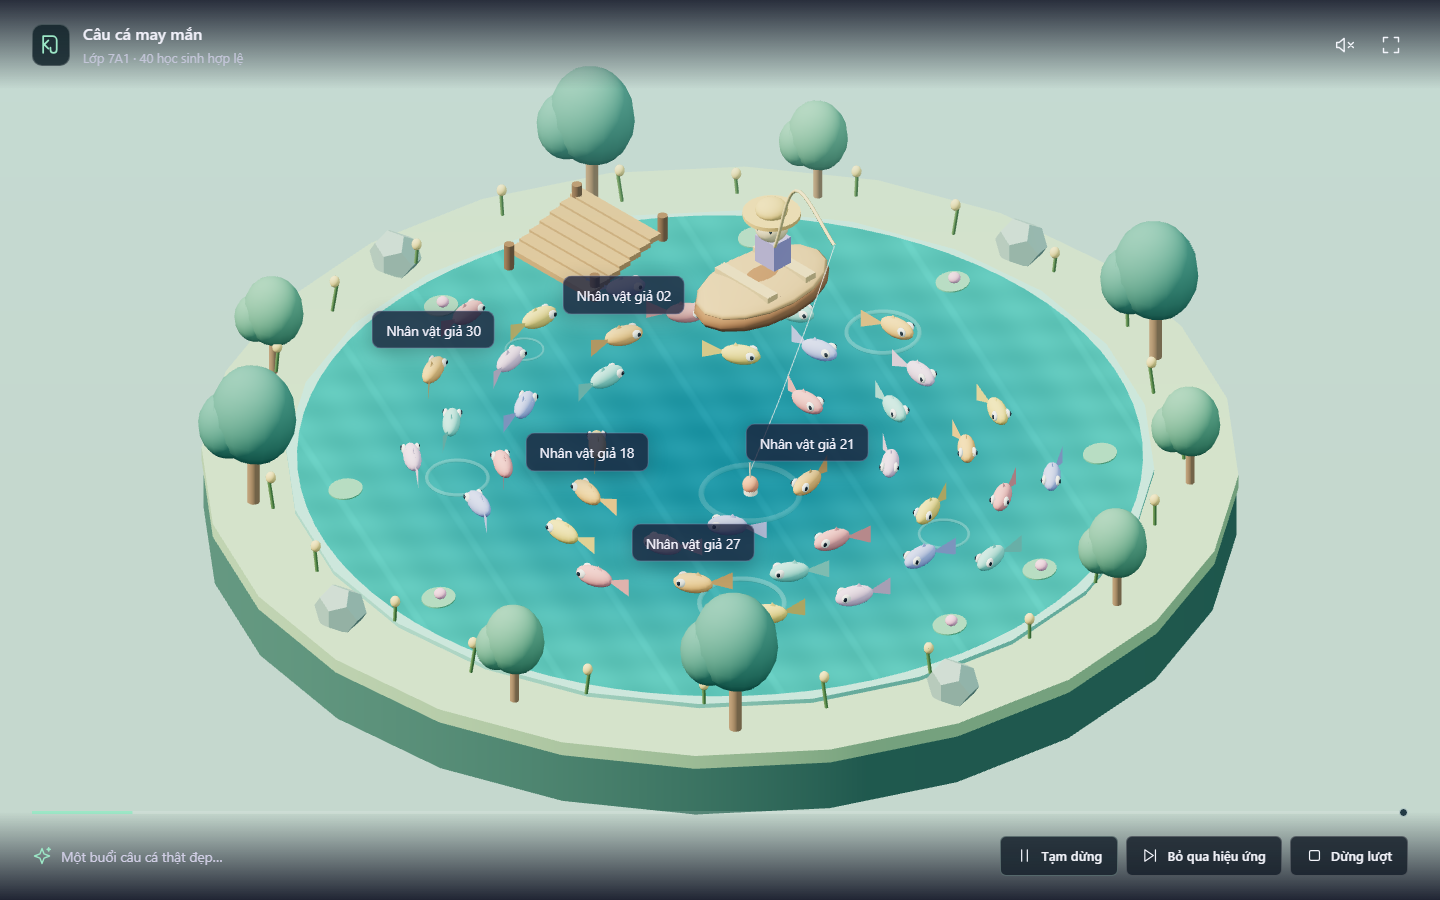 Câu cá may mắn
Lớp 7A1 · 40 học sinh hợp lệ
Nhân vật giả 02
Nhân vật giả 30
Nhân vật giả 18
Nhân vật giả 21
Nhân vật giả 27
Một buổi câu cá thật đẹp...
Tạm dừng
Bỏ qua hiệu ứng
Dừng lượt